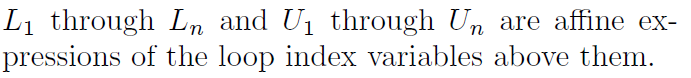 L₁ through Lₙ and U₁ through Uₙ are affine ex-
pressions of the loop index variables above them.